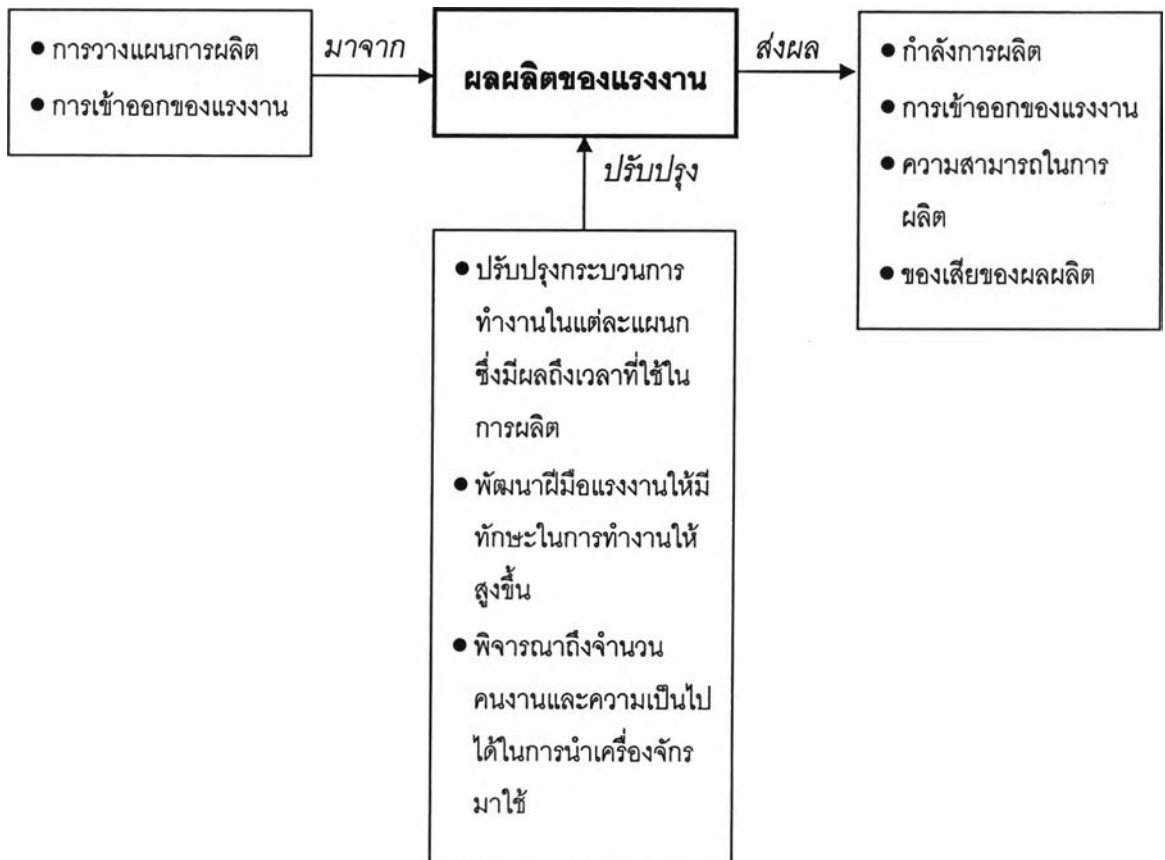 ● การวางแผนการผลิต
● การเข้าออกของแรงงาน
มาจาก
ผลผลิตของแรงงาน
ส่งผล
● กำลังการผลิต
● การเข้าออกของแรงงาน
● ความสามารถในการ
ผลิต
● ของเสียของผลผลิต
ปรับปรุง
● ปรับปรุงกระบวนการ
ทำงานในแต่ละแผนก
ซึ่งมีผลถึงเวลาที่ใช้ใน
การผลิต
● พัฒนาฝีมือแรงงานให้มี
ทักษะในการทำงานให้
สูงขึ้น
● พิจารณาถึงจำนวน
คนงานและความเป็นไป
ได้ในการนำเครื่องจักร
มาใช้